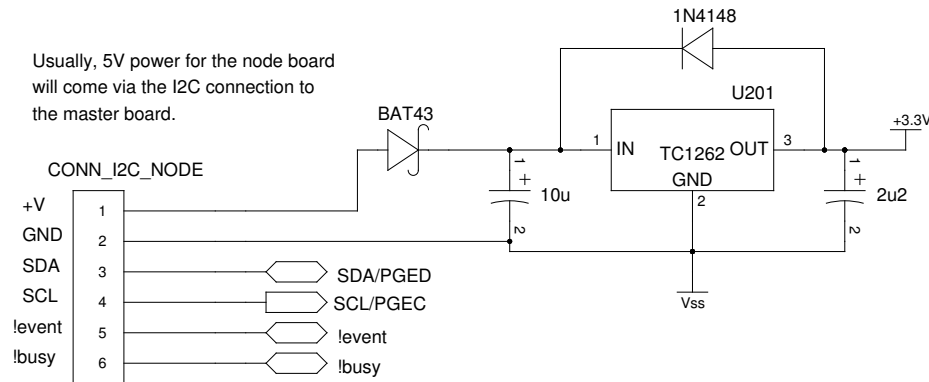 1N4148
Usually, 5V power for the node board
will come via the I2C connection to
the master board.
U201
BAT43
+3.3V
1 IN TC1262 OUT 3
GND
2
1 + 10u 2
1 + 2u2 2
CONN_I2C_NODE
+V 1
GND 2
SDA 3 SDA/PGED
SCL 4 SCL/PGEC
Vss
!event 5 !event
!busy 6 !busy